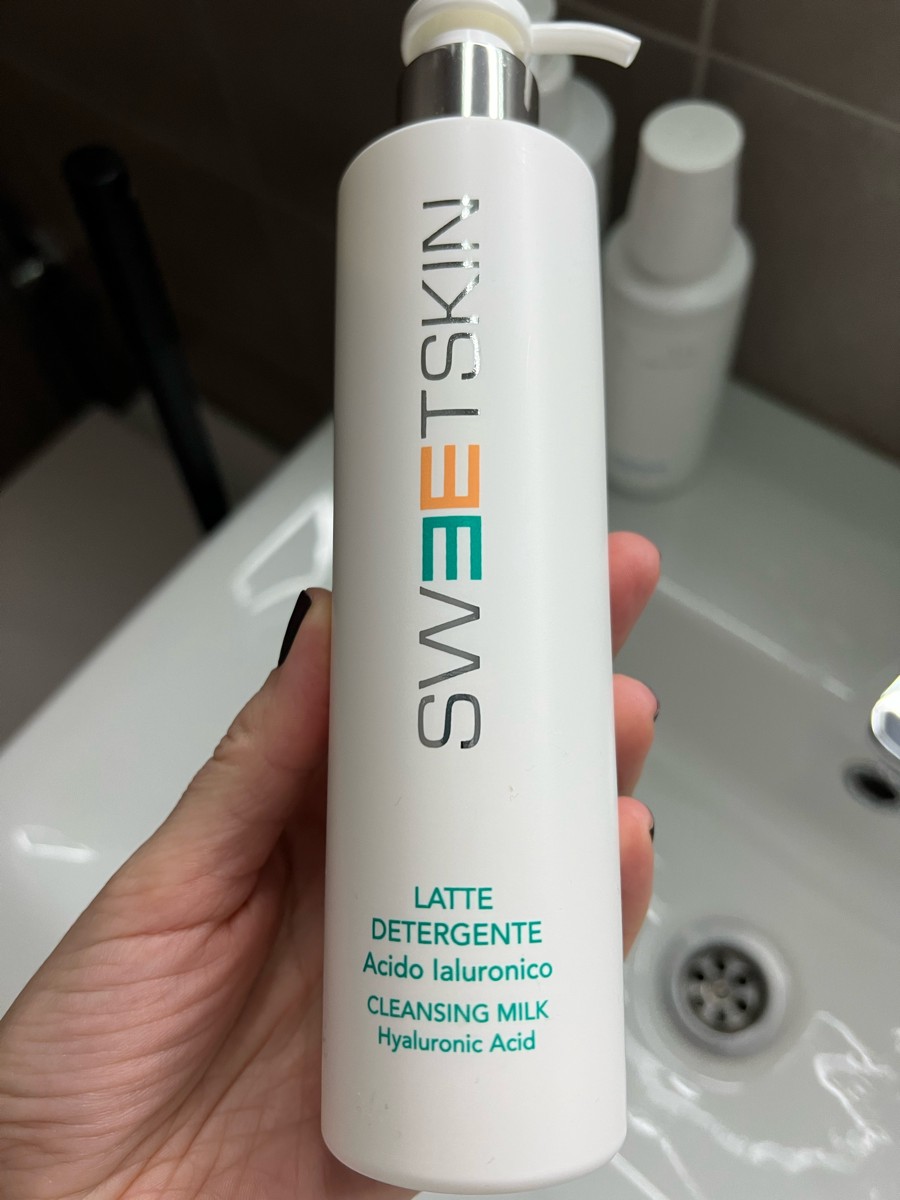 SWEETSKIN
LATTE
DETERGENTE
Acido Ialuronico
CLEANSING MILK
Hyaluronic Acid